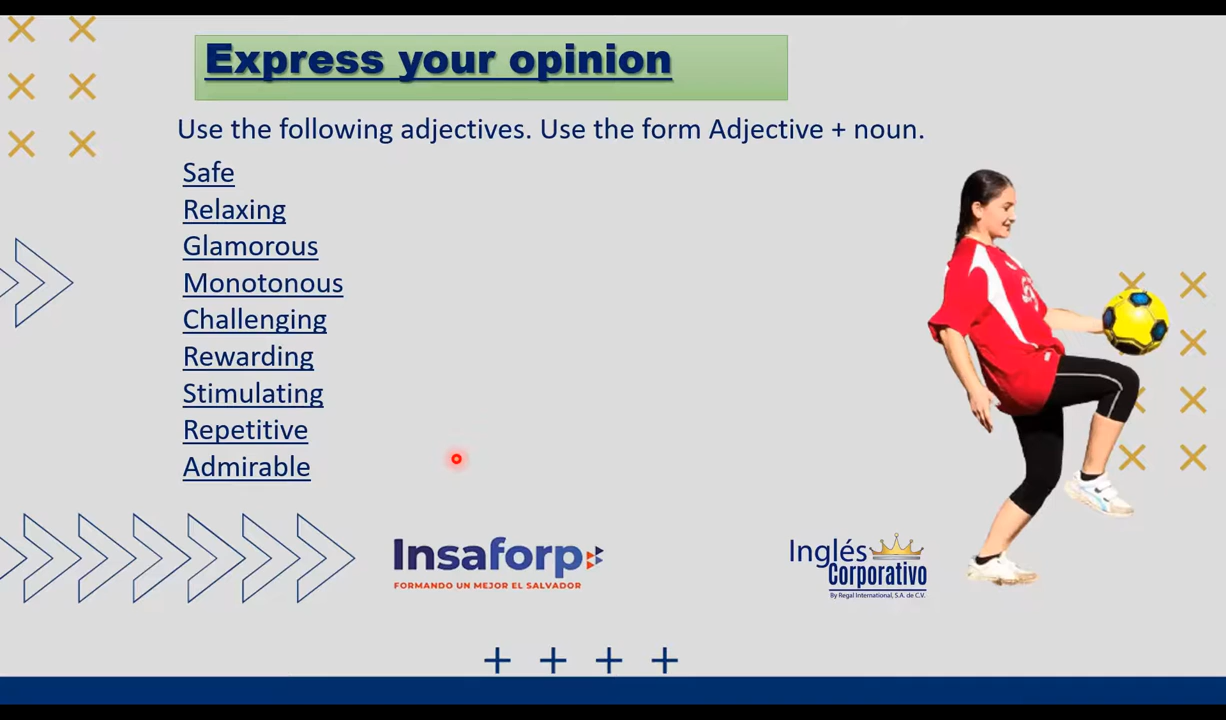 Express your opinion
Use the following adjectives. Use the form Adjective + noun.
Safe
Relaxing
Glamorous
Monotonous
Challenging
Rewarding
Stimulating
Repetitive
Admirable
Insaforp
FORMANDO UN MEJOR EL SALVADOR
Inglés
Corporativo
By Regal International, S.A. de C.V.